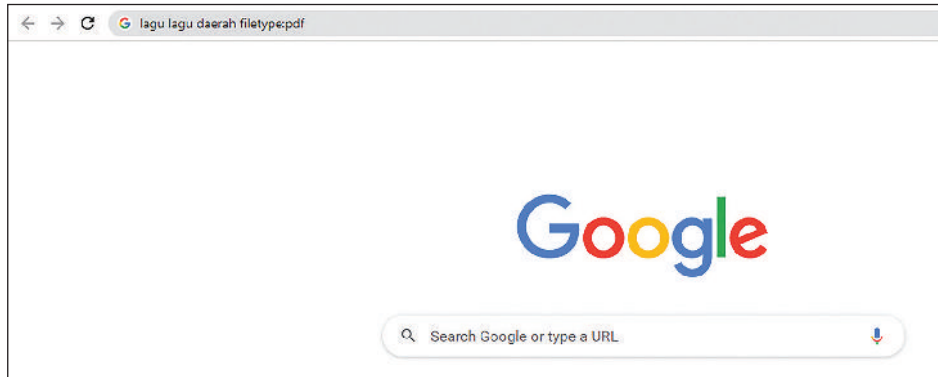 lagu lagu daerah filetype:pdf
Google
Search Google or type a URL